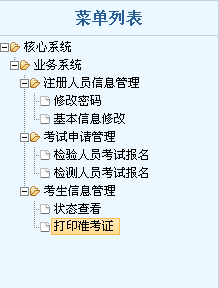 菜单列表
核心系统
业务系统
注册人员信息管理
修改密码
基本信息修改
考试申请管理
检验人员考试报名
检测人员考试报名
考生信息管理
状态查看
打印准考证